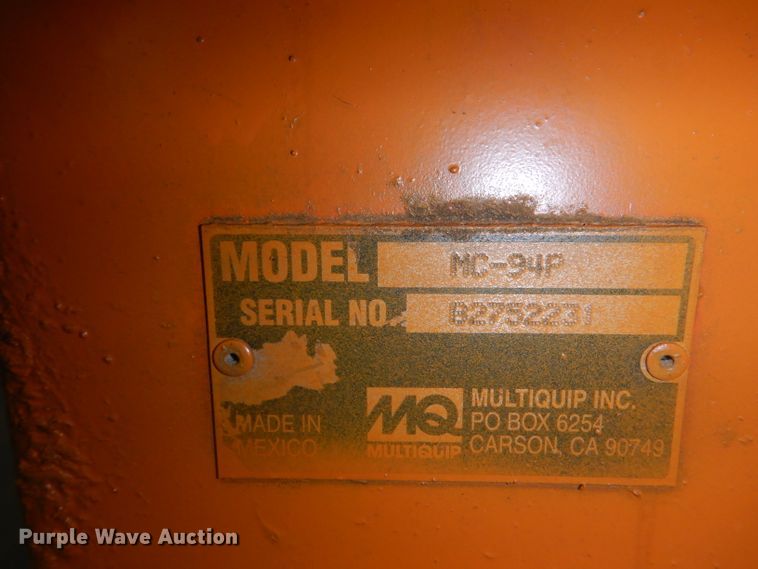 MODEL MC-94P
SERIAL NO. B2752231
MADE IN
MEXICO
MQ
MULTIQUIP
MULTIQUIP INC.
PO BOX 6254
CARSON, CA 90749
Purple Wave Auction